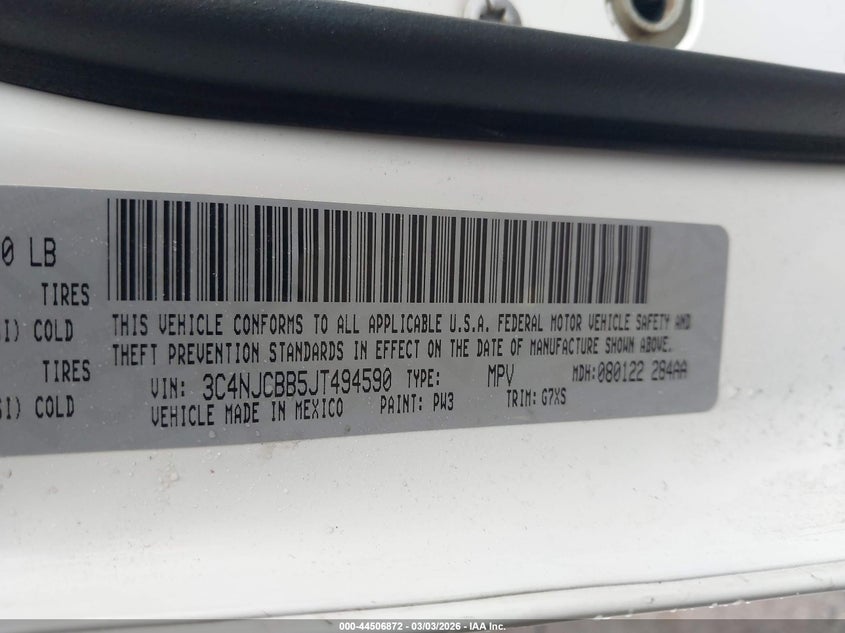 0 LB
TIRES
SI) COLD
TIRES
SI) COLD
THIS VEHICLE CONFORMS TO ALL APPLICABLE U.S.A. FEDERAL MOTOR VEHICLE SAFETY AND
THEFT PREVENTION STANDARDS IN EFFECT ON THE DATE OF MANUFACTURE SHOWN ABOVE.
VIN: 3C4NJCBB5JT494590 TYPE: MPV MDH: 080122 284AA
VEHICLE MADE IN MEXICO PAINT: PW3 TRIM: G7XS
000-44506872 - 03/03/2026 - IAA Inc.